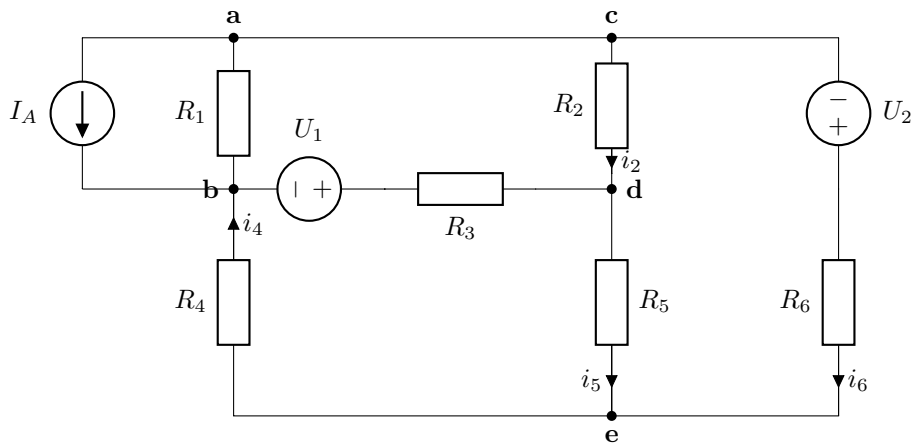 a
c
I_A
R_1
R_2
−
+
U_2
U_1
i_2
b
− +
d
i_4
R_3
R_4
R_5
R_6
i_5
i_6
e